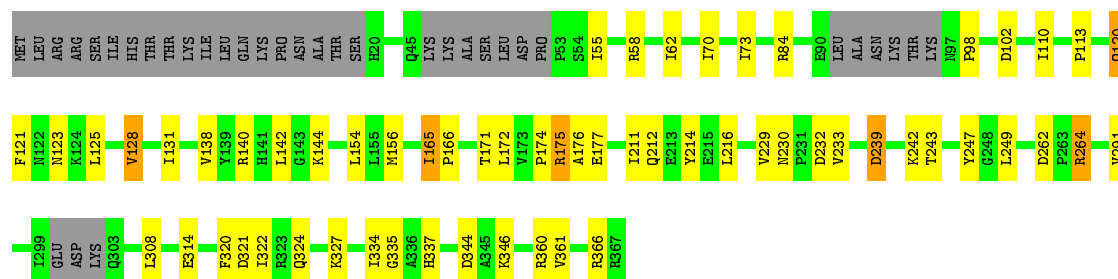 MET LEU ARG ARG SER ILE HIS THR THR LYS ILE LEU GLN LYS PRO ASN ALA THR SER H20 Q45 LYS LYS ALA SER LEU ASP PRO P53 S54 I55 R58 I62 I70 I73 R84 E90 LEU ALA ASN LYS THR LYS N97 P98 D102 I110 P113
F121 N122 N123 K124 L125 V128 I131 V138 Y139 R140 H141 L142 G143 K144 L154 L155 M156 I165 P166 T171 L172 V173 P174 R175 A176 E177 I211 Q212 E213 Y214 E215 L216 V229 N230 P231 D232 V233 D239 K242 T243 Y247 G248 L249 D262 P263 R264
I299 GLU ASP LYS Q303 L308 E314 F320 D321 I322 R323 Q324 K327 I334 G335 A336 H337 D344 A345 K346 R360 V361 R366 R367